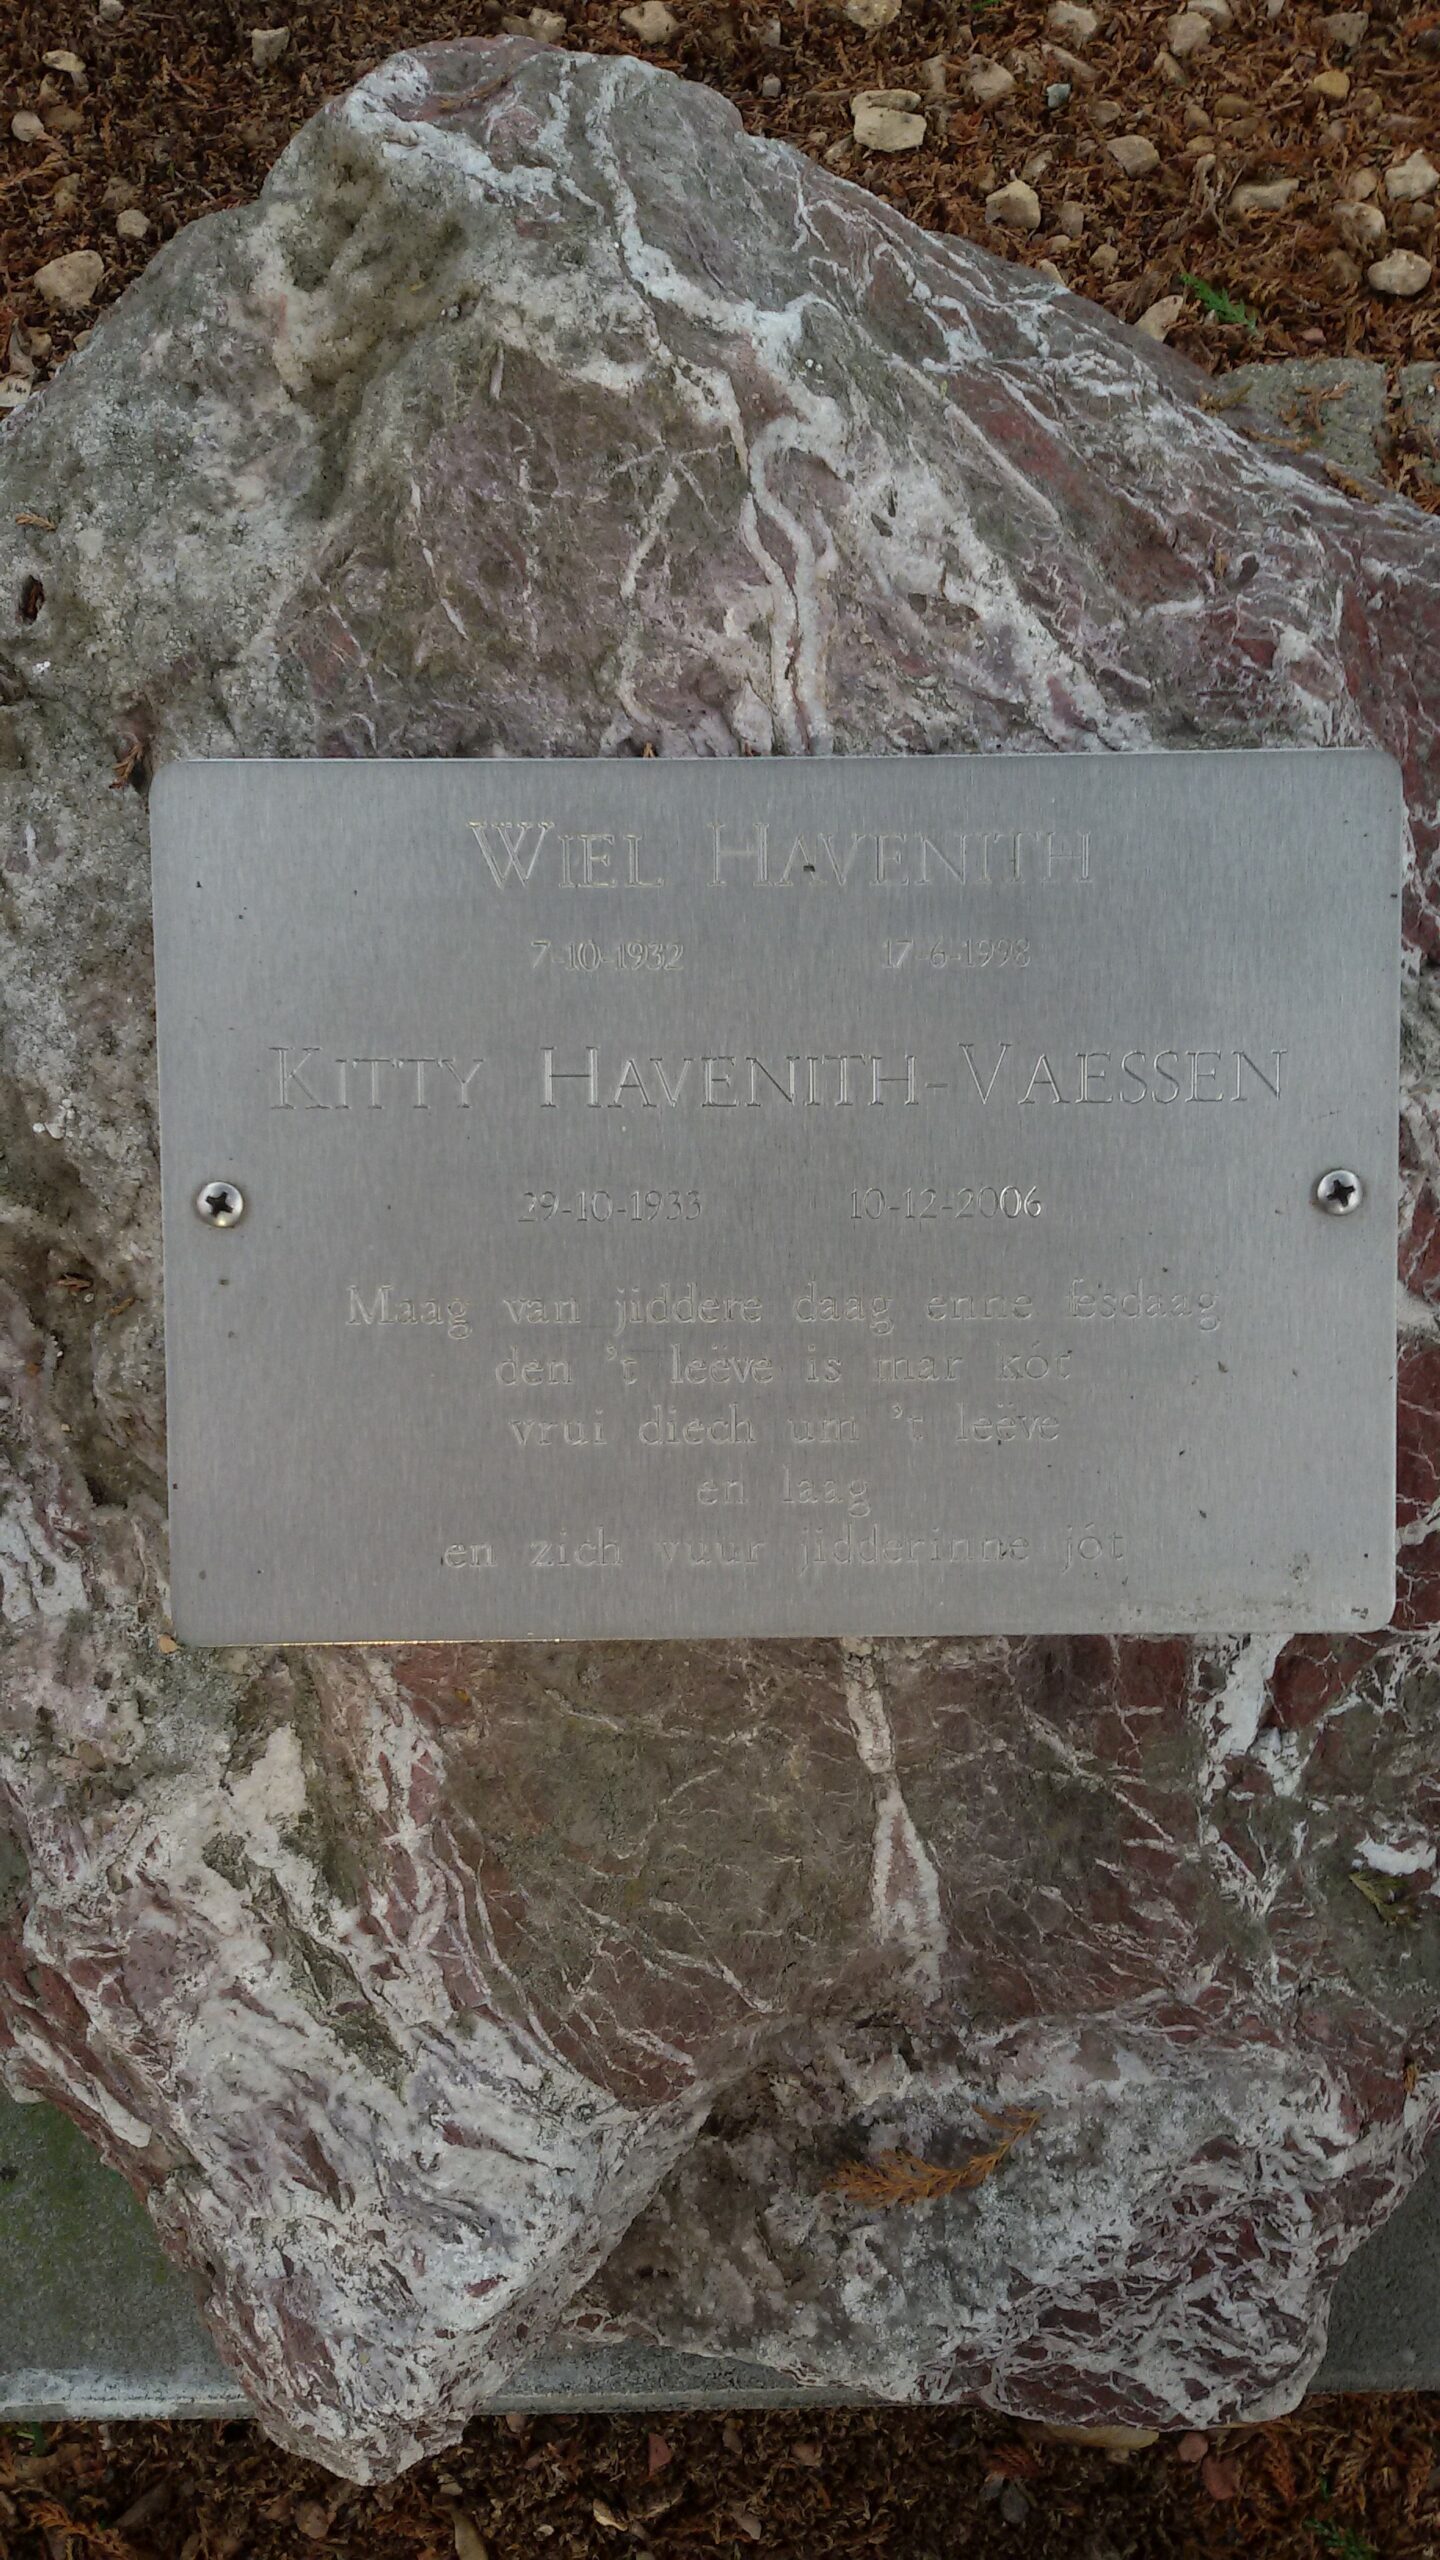 WIEL HAVENITH
7-10-1932 17-6-1998
KITTY HAVENITH-VAESSEN
29-10-1933 10-12-2006
Maag van jiddere daag enne fesdaag
den 't leëve is mar kót
vrui diech um 't leëve
en laag
en zich vuur jidderinne jót